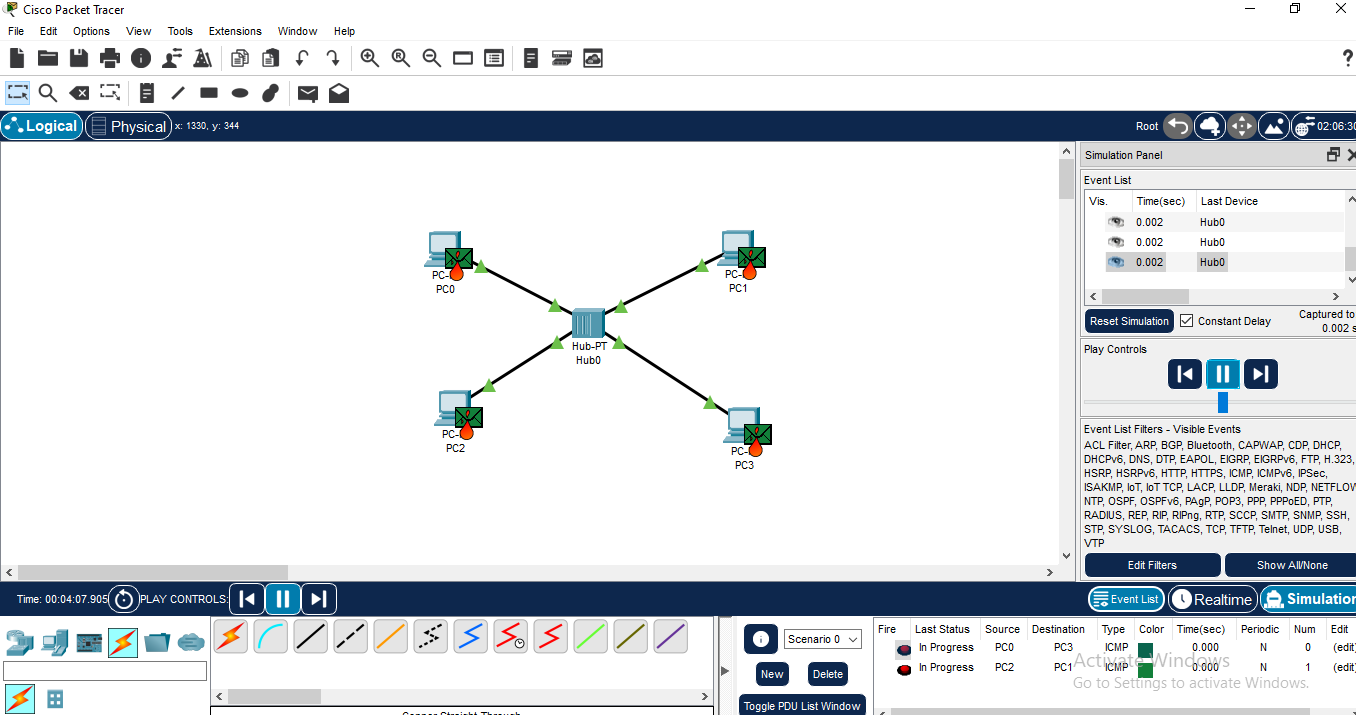 Cisco Packet Tracer
File Edit Options View Tools Extensions Window Help
Logical Physical x: 1330, y: 344 Root 02:06:30
Simulation Panel
Event List
Vis. Time(sec) Last Device
0.002 Hub0
0.002 Hub0
0.002 Hub0
Reset Simulation Constant Delay Captured to
0.002 s
Play Controls
Event List Filters - Visible Events
ACL Filter, ARP, BGP, Bluetooth, CAPWAP, CDP, DHCP,
DHCPv6, DNS, DTP, EAPOL, EIGRP, EIGRPv6, FTP, H.323,
HSRP, HSRPv6, HTTP, HTTPS, ICMP, ICMPv6, IPSec,
ISAKMP, IoT, IoT TCP, LACP, LLDP, Meraki, NDP, NETFLOW
NTP, OSPF, OSPFv6, PAgP, POP3, PPP, PPPoED, PTP,
RADIUS, REP, RIP, RIPng, RTP, SCCP, SMTP, SNMP, SSH,
STP, SYSLOG, TACACS, TCP, TFTP, Telnet, UDP, USB,
VTP
Edit Filters Show All/None
PC-
PC0
PC-
PC1
Hub-PT
Hub0
PC-
PC2
PC-
PC3
Time: 00:04:07.905 PLAY CONTROLS: Event List Realtime Simulation
Scenario 0
New Delete
Toggle PDU List Window
Fire Last Status Source Destination Type Color Time(sec) Periodic Num Edit
In Progress PC0 PC3 ICMP 0.000 N 0 (edit)
In Progress PC2 PC1 ICMP 0.000 N 1 (edit)
Activate Windows
Go to Settings to activate Windows.
Copper Straight-Through